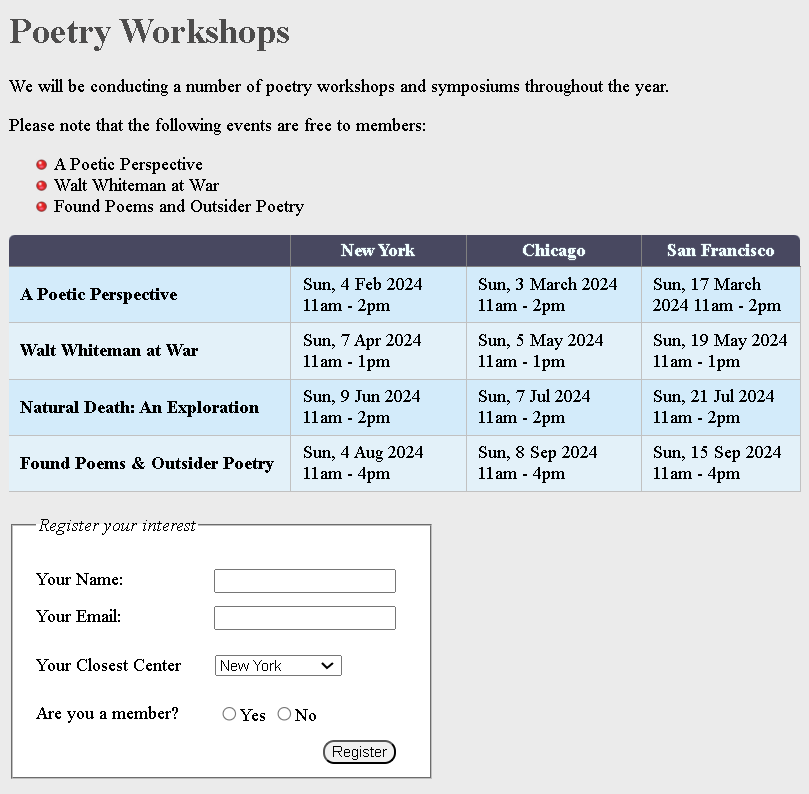 Poetry Workshops
We will be conducting a number of poetry workshops and symposiums throughout the year.
Please note that the following events are free to members:
A Poetic Perspective
Walt Whiteman at War
Found Poems and Outsider Poetry
New York Chicago San Francisco
A Poetic Perspective
Sun, 4 Feb 2024
11am - 2pm
Sun, 3 March 2024
11am - 2pm
Sun, 17 March
2024 11am - 2pm
Walt Whiteman at War
Sun, 7 Apr 2024
11am - 1pm
Sun, 5 May 2024
11am - 1pm
Sun, 19 May 2024
11am - 1pm
Natural Death: An Exploration
Sun, 9 Jun 2024
11am - 2pm
Sun, 7 Jul 2024
11am - 2pm
Sun, 21 Jul 2024
11am - 2pm
Found Poems & Outsider Poetry
Sun, 4 Aug 2024
11am - 4pm
Sun, 8 Sep 2024
11am - 4pm
Sun, 15 Sep 2024
11am - 4pm
Register your interest
Your Name:
Your Email:
Your Closest Center New York
Are you a member? Yes No
Register